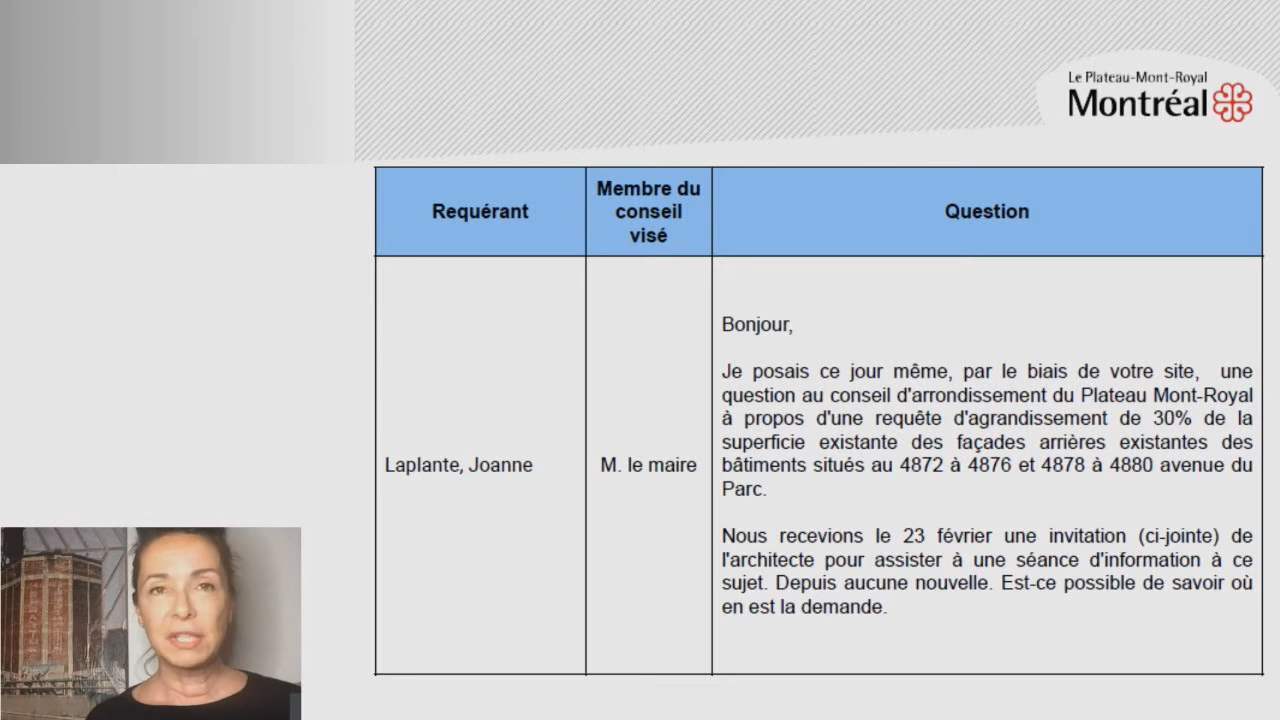 Le Plateau-Mont-Royal
Montréal
Requérant
Membre du
conseil
visé
Question
Laplante, Joanne
M. le maire
Bonjour,
Je posais ce jour même, par le biais de votre site, une
question au conseil d'arrondissement du Plateau Mont-Royal
à propos d'une requête d'agrandissement de 30% de la
superficie existante des façades arrières existantes des
bâtiments situés au 4872 à 4876 et 4878 à 4880 avenue du
Parc.
Nous recevions le 23 février une invitation (ci-jointe) de
l'architecte pour assister à une séance d'information à ce
sujet. Depuis aucune nouvelle. Est-ce possible de savoir où
en est la demande.